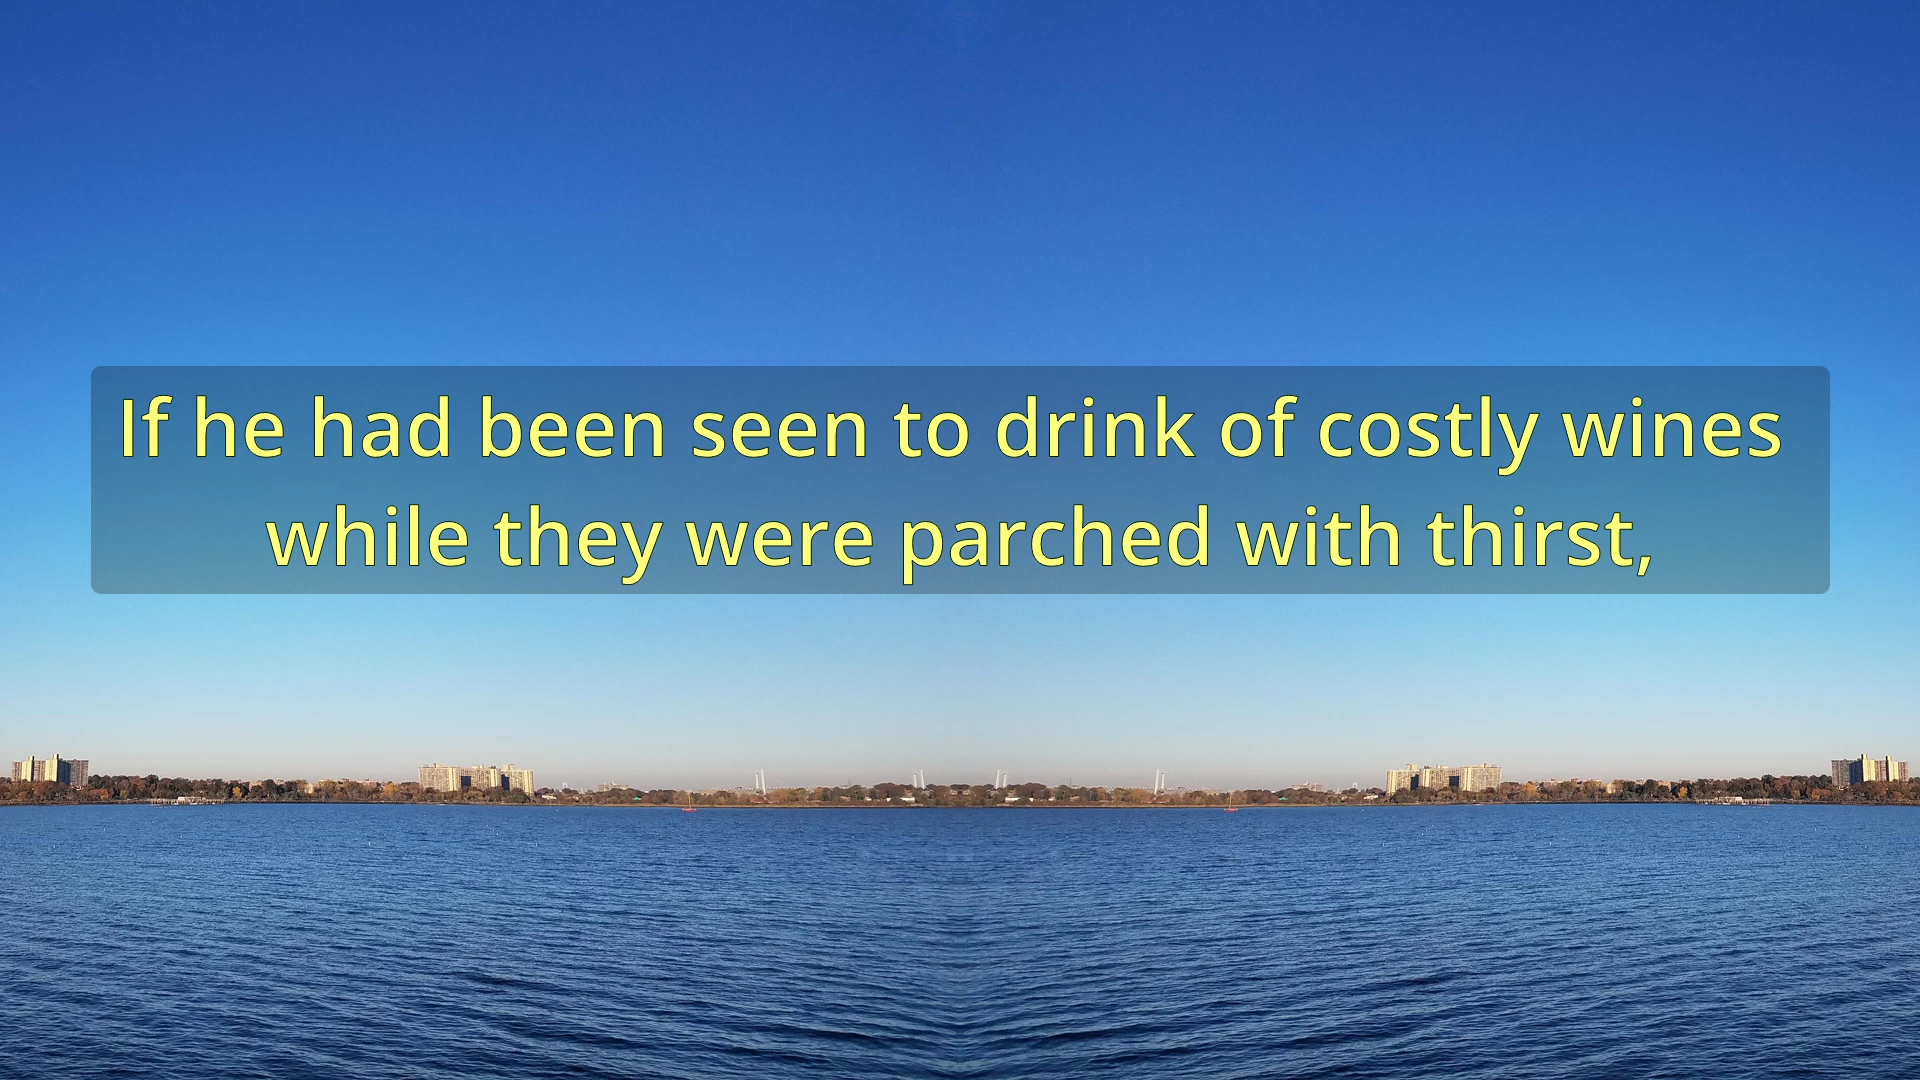 If he had been seen to drink of costly wines
while they were parched with thirst,